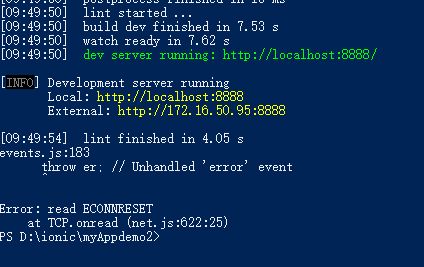 [09:49:50] postprocess finished in 16 ms
[09:49:50] lint started ...
[09:49:50] build dev finished in 7.53 s
[09:49:50] watch ready in 7.62 s
[09:49:50] dev server running: http://localhost:8888/
[INFO] Development server running
Local: http://localhost:8888
External: http://172.16.50.95:8888
[09:49:54] lint finished in 4.05 s
events.js:183
throw er; // Unhandled 'error' event
^
Error: read ECONNRESET
at TCP.onread (net.js:622:25)
PS D:\ionic\myAppdemo2>